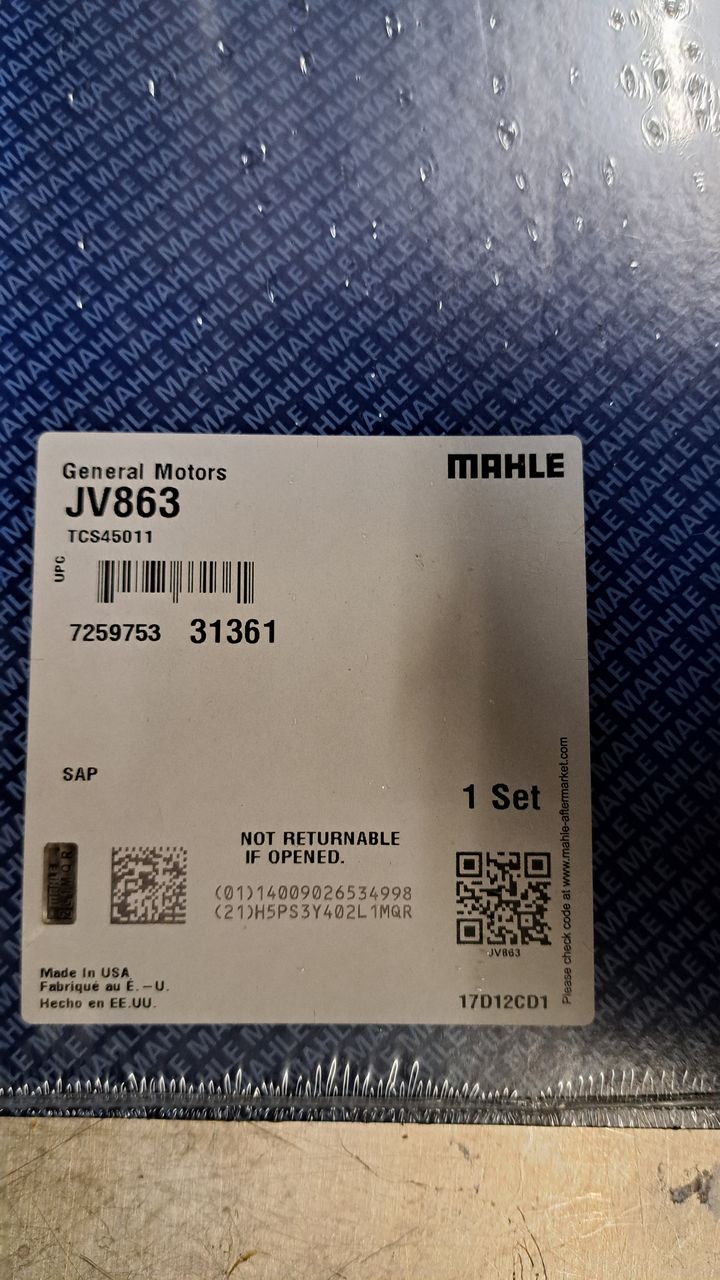 General Motors
MAHLE
JV863
TCS45011
UPC
7259753 31361
SAP
1 Set
NOT RETURNABLE
IF OPENED.
(01)14009026534998
(21)H5PS3Y402L1MQR
JV863
Please check code at www.mahle-aftermarket.com
Made In USA
Fabriqué au É.-U.
Hecho en EE.UU.
17D12CD1